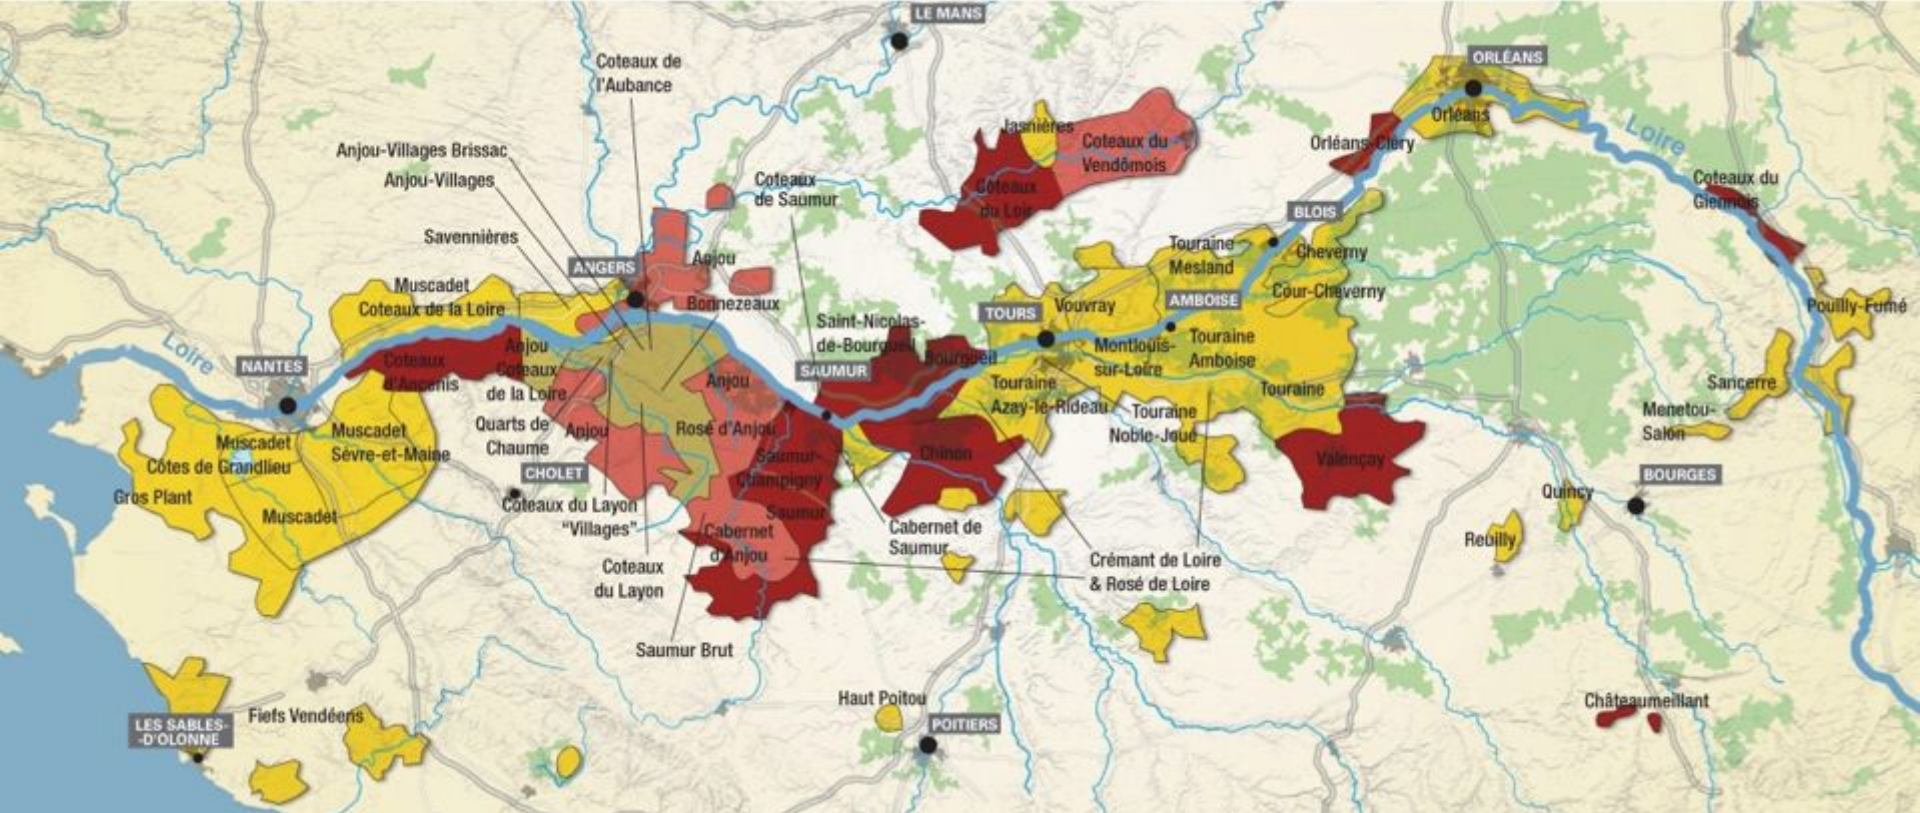 LE MANS
Coteaux de
l'Aubance
ORLÉANS
Orléans
Loire
Jasnières
Coteaux du
Vendômois
Orléans-Cléry
Anjou-Villages Brissac
Anjou-Villages
Coteaux
de Saumur
Coteaux
du Loir
Coteaux du
Giennois
BLOIS
Savennières
Touraine
Mesland
Cheverny
ANGERS
Anjou
Muscadet
Coteaux de la Loire
Bonnezeaux
Cour-Cheverny
AMBOISE
Vouvray
TOURS
Pouilly-Fumé
Saint-Nicolas-
de-Bourgueil
Bourgueil
Loire
NANTES
Coteaux
d'Ancenis
Anjou
Coteaux
de la Loire
Anjou
SAUMUR
Montlouis-
sur-Loire
Touraine
Amboise
Touraine
Azay-le-Rideau
Touraine
Sancerre
Touraine
Noble-Joué
Menetou-
Salon
Quarts de
Chaume
Anjou
Rosé d'Anjou
Muscadet
Côtes de Grandlieu
Muscadet
Sèvre-et-Maine
Gros Plant
Muscadet
CHOLET
Saumur-
Champigny
Saumur
Chinon
Valençay
BOURGES
Quincy
Reuilly
Coteaux du Layon
"Villages"
Cabernet
d'Anjou
Cabernet de
Saumur
Coteaux
du Layon
Crémant de Loire
& Rosé de Loire
Saumur Brut
Haut Poitou
POITIERS
Châteaumeillant
LES SABLES-
-D'OLONNE
Fiefs Vendéens